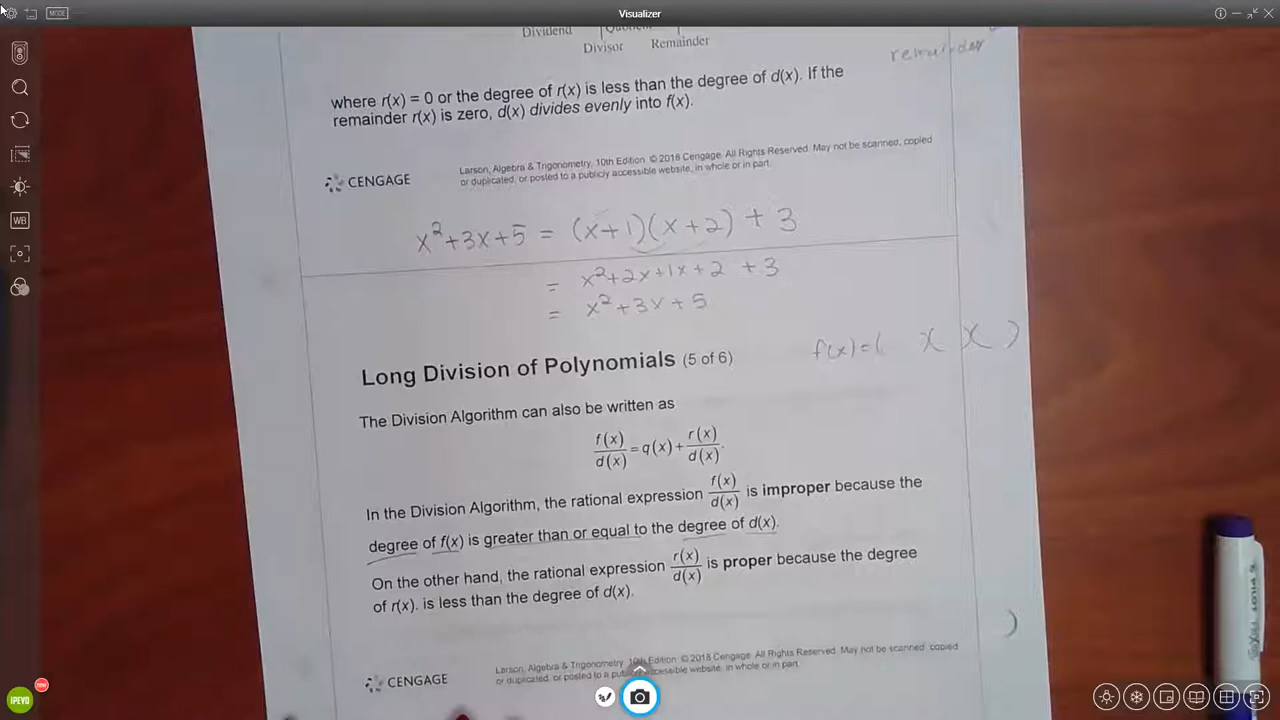 MODE
Visualizer
Dividend
Divisor Remainder
remainder
where r(x) = 0 or the degree of r(x) is less than the degree of d(x). If the
remainder r(x) is zero, d(x) divides evenly into f(x).
CENGAGE
Larson, Algebra & Trigonometry, 10th Edition © 2018 Cengage. All Rights Reserved. May not be scanned, copied
or duplicated, or posted to a publicly accessible website, in whole or in part.
x²+3x+5 = (x+1)(x+2) + 3
= x²+2x+1x+2 +3
= x²+3x+5
f(x)=( )( )( )
Long Division of Polynomials (5 of 6)
The Division Algorithm can also be written as
f(x)/d(x) = q(x) + r(x)/d(x).
In the Division Algorithm, the rational expression f(x)/d(x) is improper because the
degree of f(x) is greater than or equal to the degree of d(x).
On the other hand, the rational expression r(x)/d(x) is proper because the degree
of r(x). is less than the degree of d(x).
)
CENGAGE
Larson, Algebra & Trigonometry, 10th Edition © 2018 Cengage. All Rights Reserved. May not be scanned, copied
or duplicated, or posted to a publicly accessible website, in whole or in part.
WB
IPEVO
new
PILOT